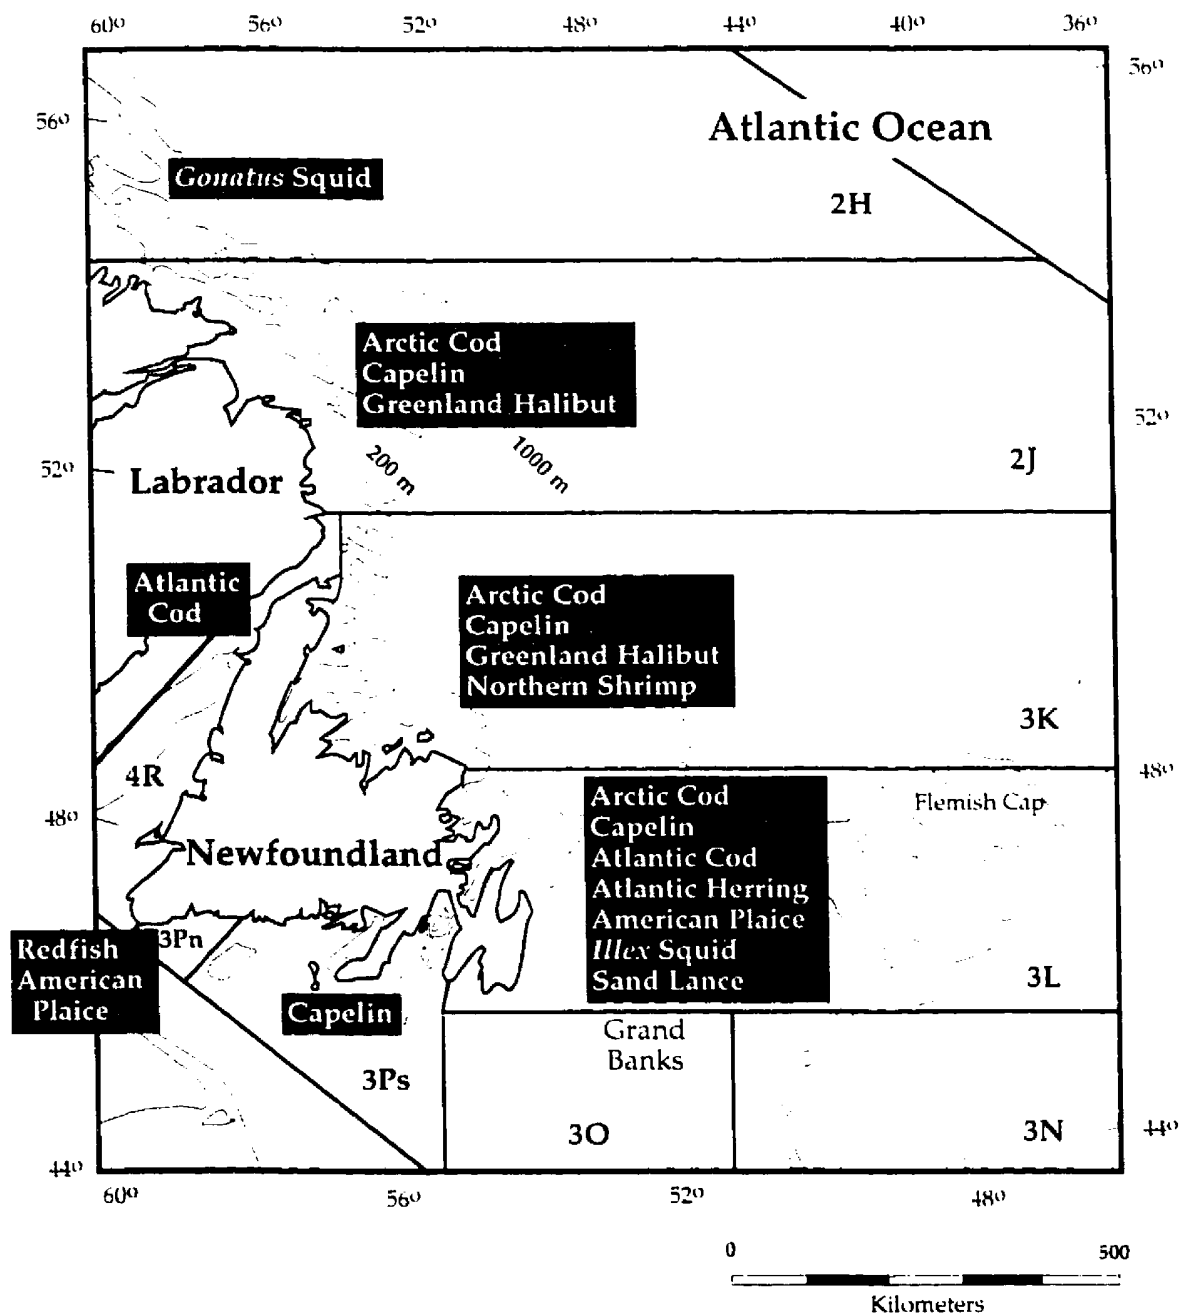 60° 56° 52° 48° 44° 40° 36°
56°
56°
Atlantic Ocean
Gonatus Squid
2H
Arctic Cod
Capelin
Greenland Halibut
52°
200 m
1000 m
2J
52°
Labrador
Atlantic
Cod
Arctic Cod
Capelin
Greenland Halibut
Northern Shrimp
3K
4R
48°
48°
Arctic Cod
Capelin
Atlantic Cod
Atlantic Herring
American Plaice
Illex Squid
Sand Lance
Flemish Cap
Newfoundland
3Pn
Redfish
American
Plaice
3L
Capelin
Grand
Banks
3Ps
3O
3N
44°
44°
60° 56° 52° 48°
0 500
Kilometers